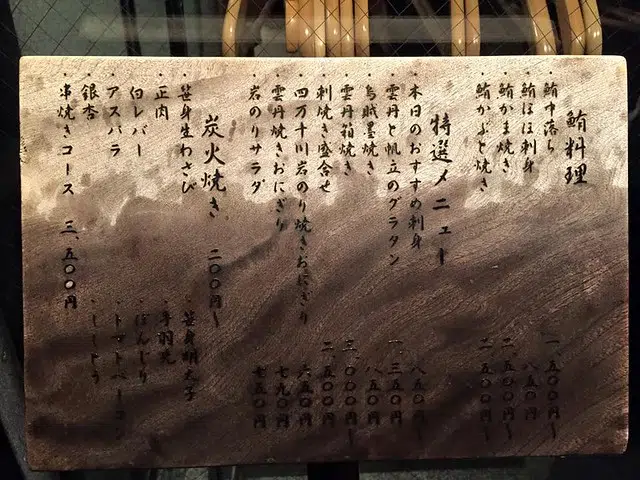 鮪料理
・鮪中落ち 一、五〇〇円〜
・鮪ほほ刺身 八五〇円
・鮪かま焼き 二、五〇〇円〜
・鮪かぶと焼き 二、五〇〇円〜
特選メニュー
・本日のおすすめ刺身 八五〇円〜
・雲丹と帆立のグラタン 一、三五〇円
・烏賊墨焼き 八五〇円
・雲丹箱焼き 三、〇〇〇円〜
・刺焼き盛合せ 二、五〇〇円
・四万十川岩のり焼きおにぎり 六五〇円
・雲丹焼きおにぎり 七九〇円
・岩のりサラダ 七五〇円
炭火焼き 二〇〇円〜
・笹身生わさび ・笹身明太子
・正肉 ・手羽先
・白レバー ・ぼんじり
・アスパラ ・トマトベーコン
・銀杏 ・ししとう
・串焼きコース 三、五〇〇円